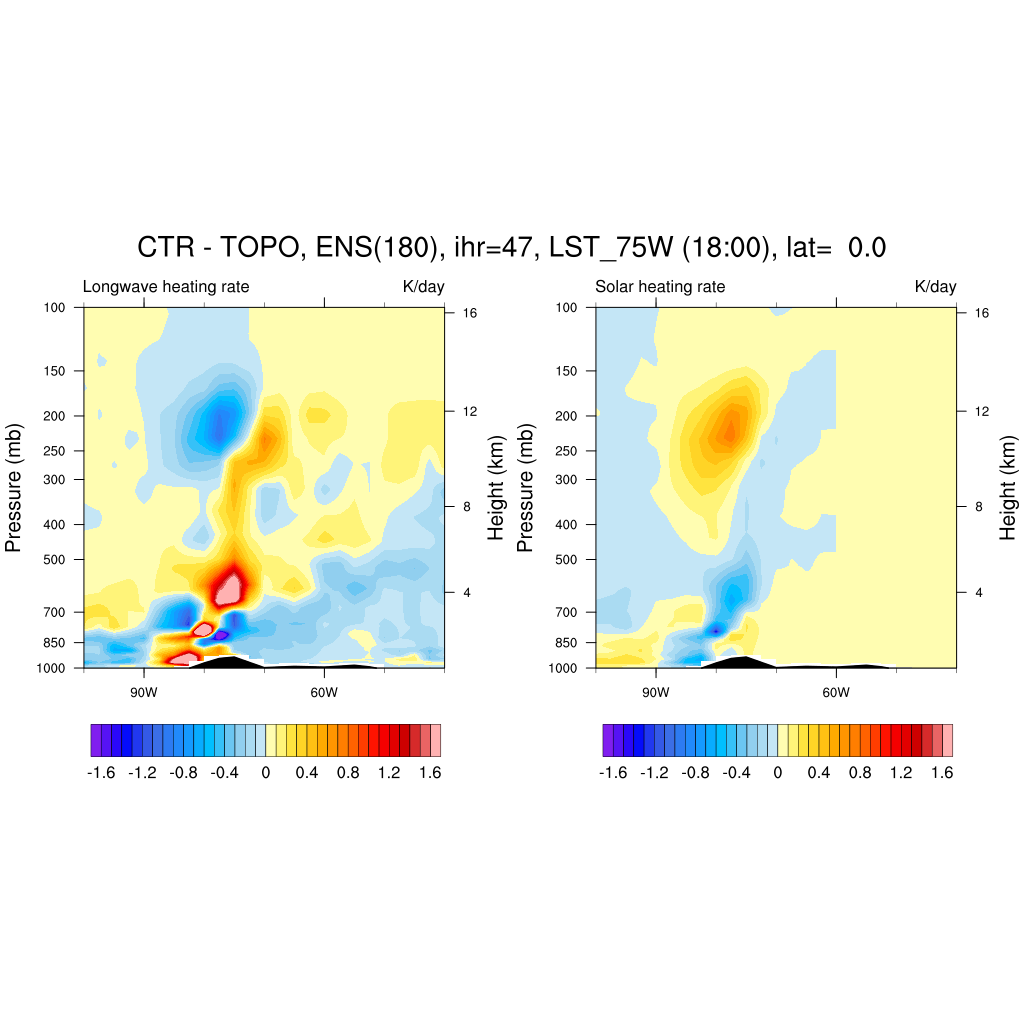 CTR - TOPO, ENS(180), ihr=47, LST_75W (18:00), lat=  0.0
Longwave heating rate K/day
Pressure (mb)
100
150
200
250
300
400
500
700
850
1000
16
12
8
4
Height (km)
90W 60W
-1.6 -1.2 -0.8 -0.4 0 0.4 0.8 1.2 1.6
Solar heating rate K/day
Pressure (mb)
100
150
200
250
300
400
500
700
850
1000
16
12
8
4
Height (km)
90W 60W
-1.6 -1.2 -0.8 -0.4 0 0.4 0.8 1.2 1.6